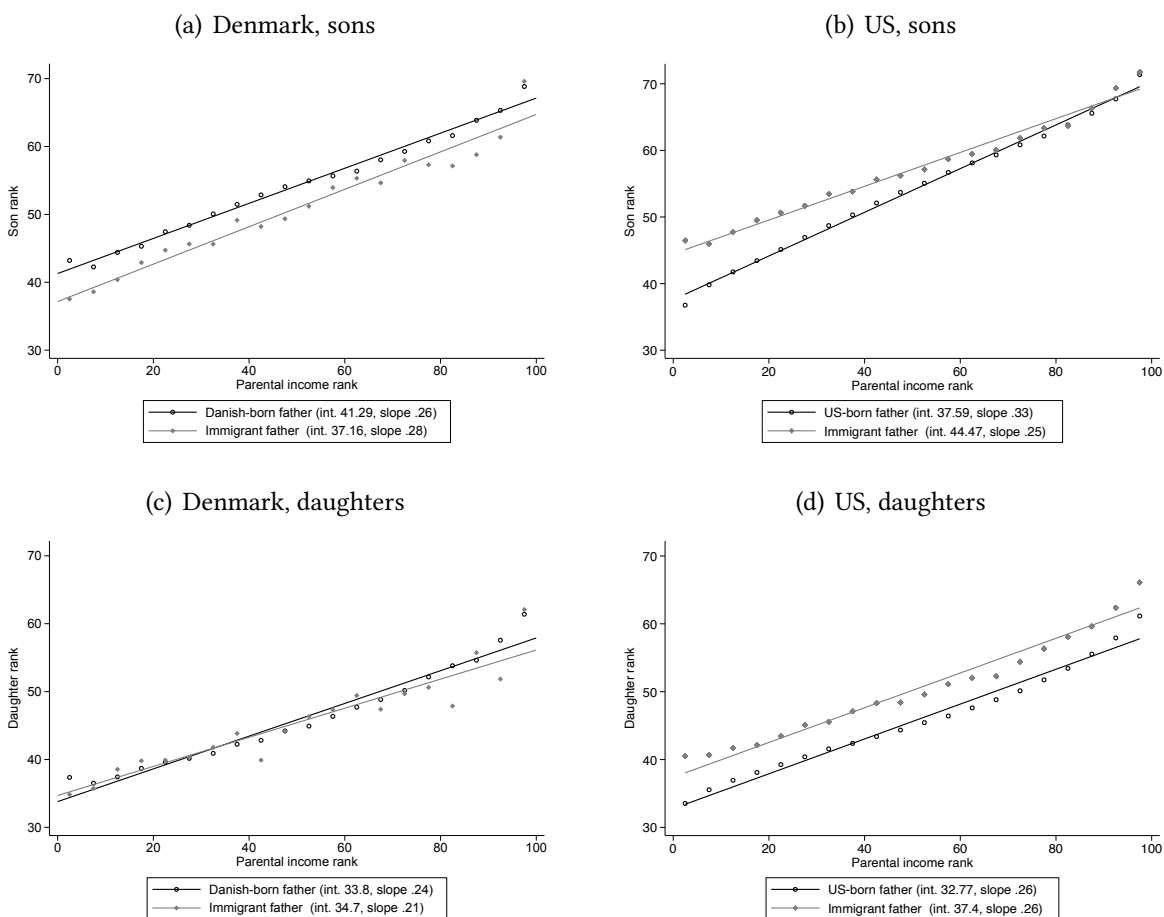 (a) Denmark, sons
70
60
50
40
30
Son rank
0 20 40 60 80 100
Parental income rank
Danish-born father (int. 41.29, slope .26)
Immigrant father (int. 37.16, slope .28)
(b) US, sons
70
60
50
40
30
Son rank
0 20 40 60 80 100
Parental income rank
US-born father (int. 37.59, slope .33)
Immigrant father (int. 44.47, slope .25)
(c) Denmark, daughters
70
60
50
40
30
Daughter rank
0 20 40 60 80 100
Parental income rank
Danish-born father (int. 33.8, slope .24)
Immigrant father (int. 34.7, slope .21)
(d) US, daughters
70
60
50
40
30
Daughter rank
0 20 40 60 80 100
Parental income rank
US-born father (int. 32.77, slope .26)
Immigrant father (int. 37.4, slope .26)